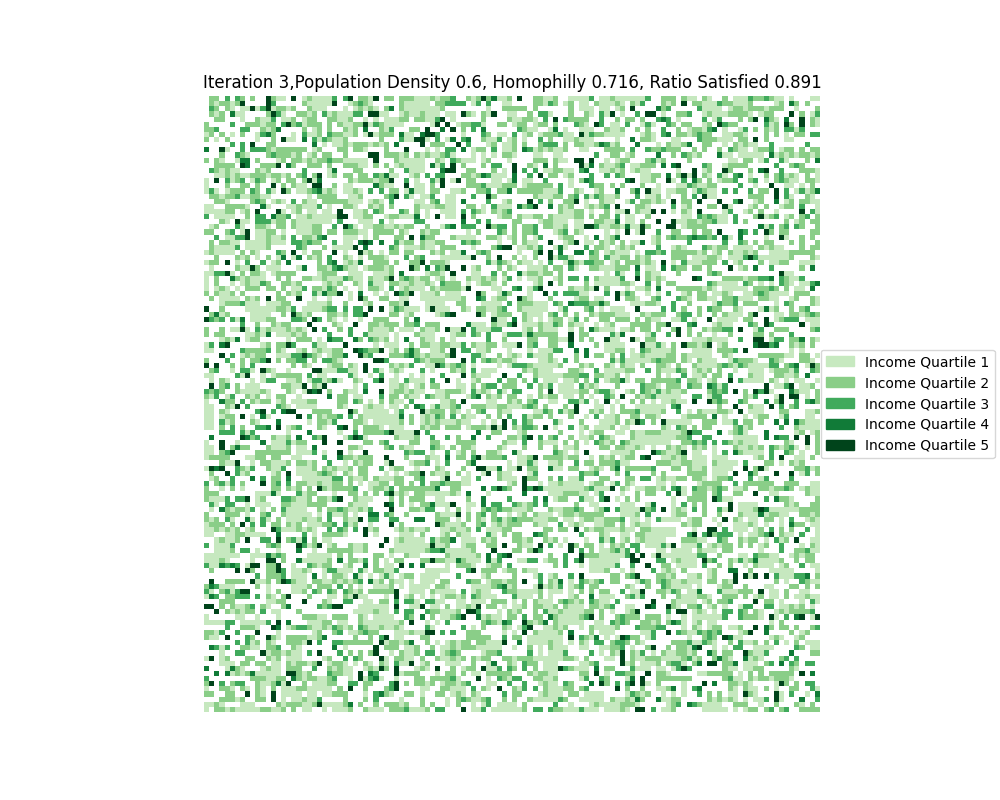 Iteration 3,Population Density 0.6, Homophilly 0.716, Ratio Satisfied 0.891
Income Quartile 1
Income Quartile 2
Income Quartile 3
Income Quartile 4
Income Quartile 5